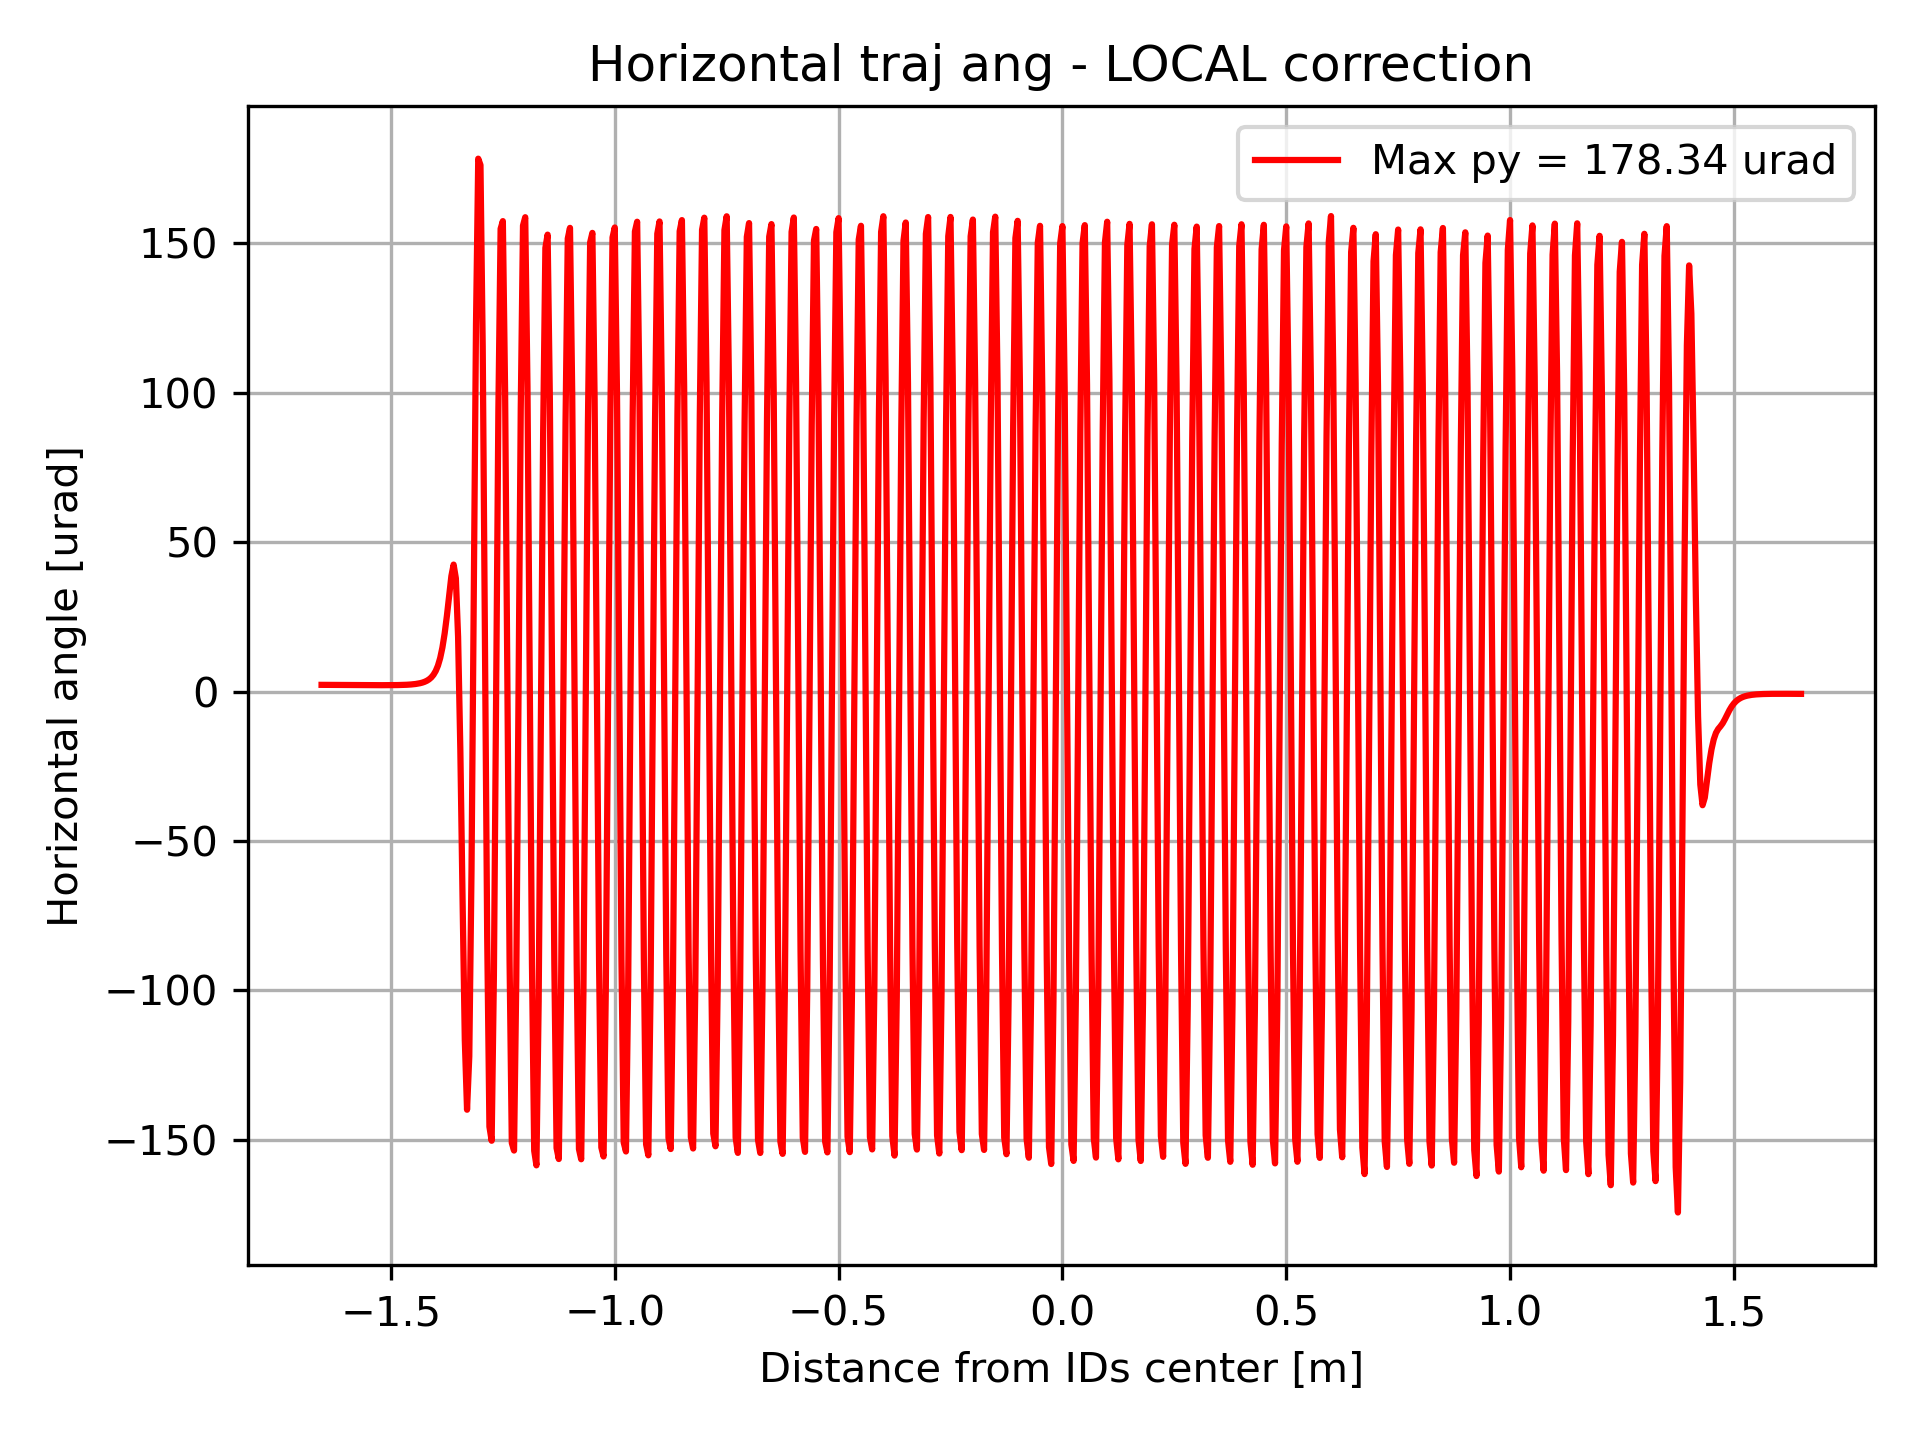 Horizontal traj ang - LOCAL correction
Max py = 178.34 urad
Horizontal angle [urad]
150
100
50
0
−50
−100
−150
−1.5 −1.0 −0.5 0.0 0.5 1.0 1.5
Distance from IDs center [m]